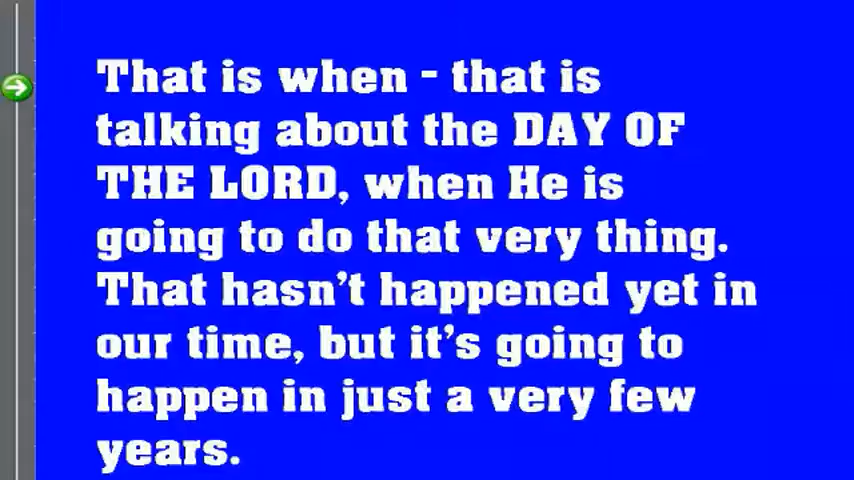 That is when - that is
talking about the DAY OF
THE LORD, when He is
going to do that very thing.
That hasn't happened yet in
our time, but it's going to
happen in just a very few
years.